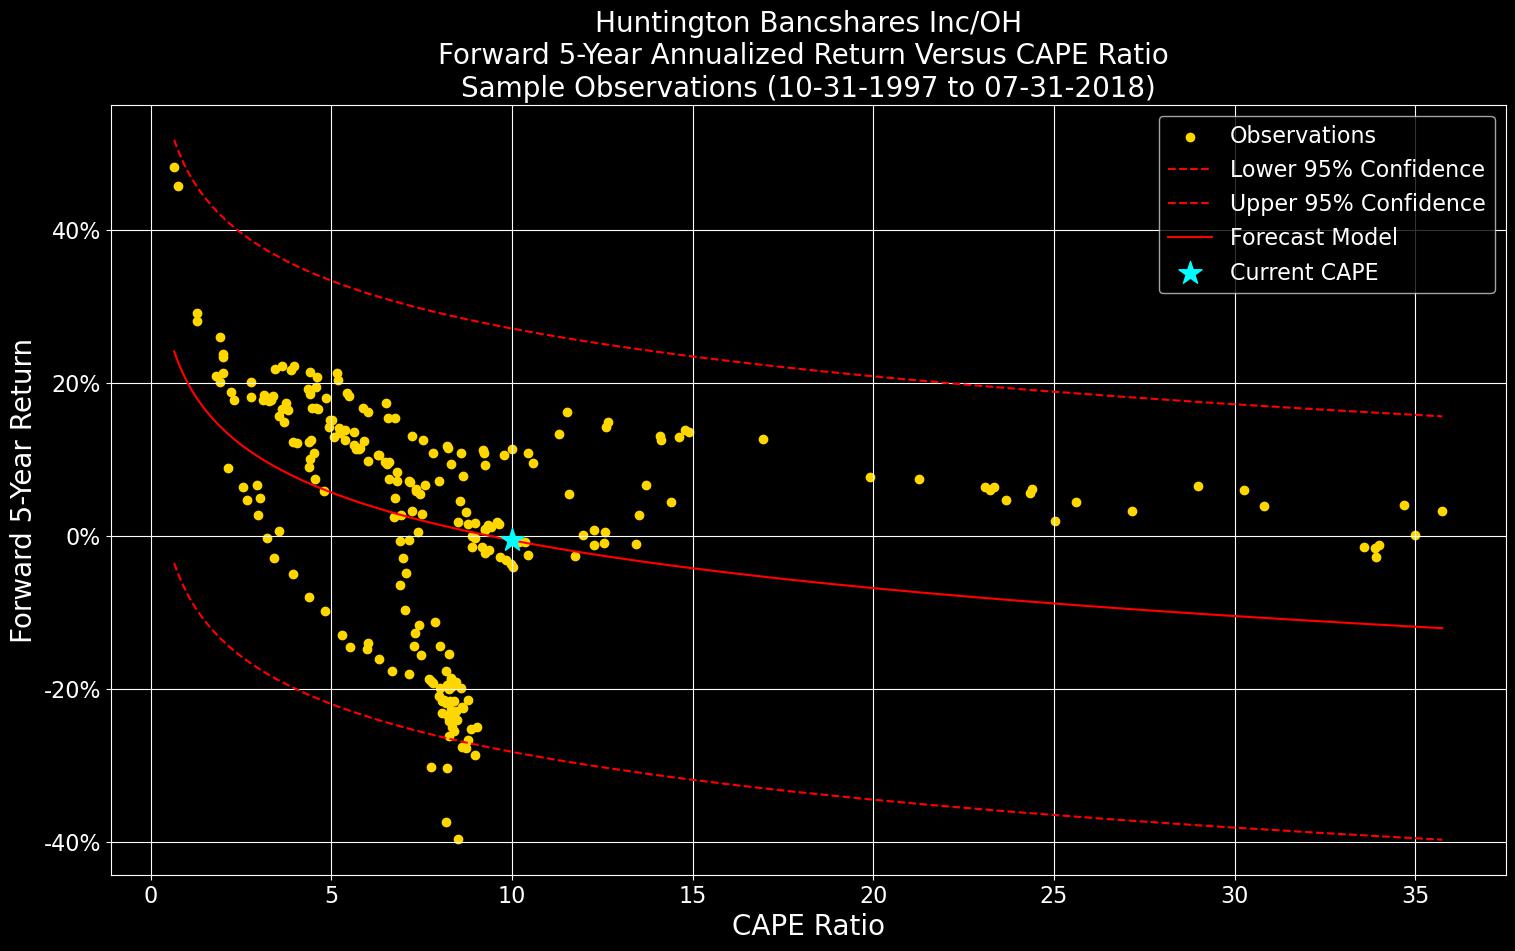 Huntington Bancshares Inc/OH
Forward 5-Year Annualized Return Versus CAPE Ratio
Sample Observations (10-31-1997 to 07-31-2018)
Observations
Lower 95% Confidence
Upper 95% Confidence
Forecast Model
Current CAPE
Forward 5-Year Return
40%
20%
0%
-20%
-40%
0 5 10 15 20 25 30 35
CAPE Ratio